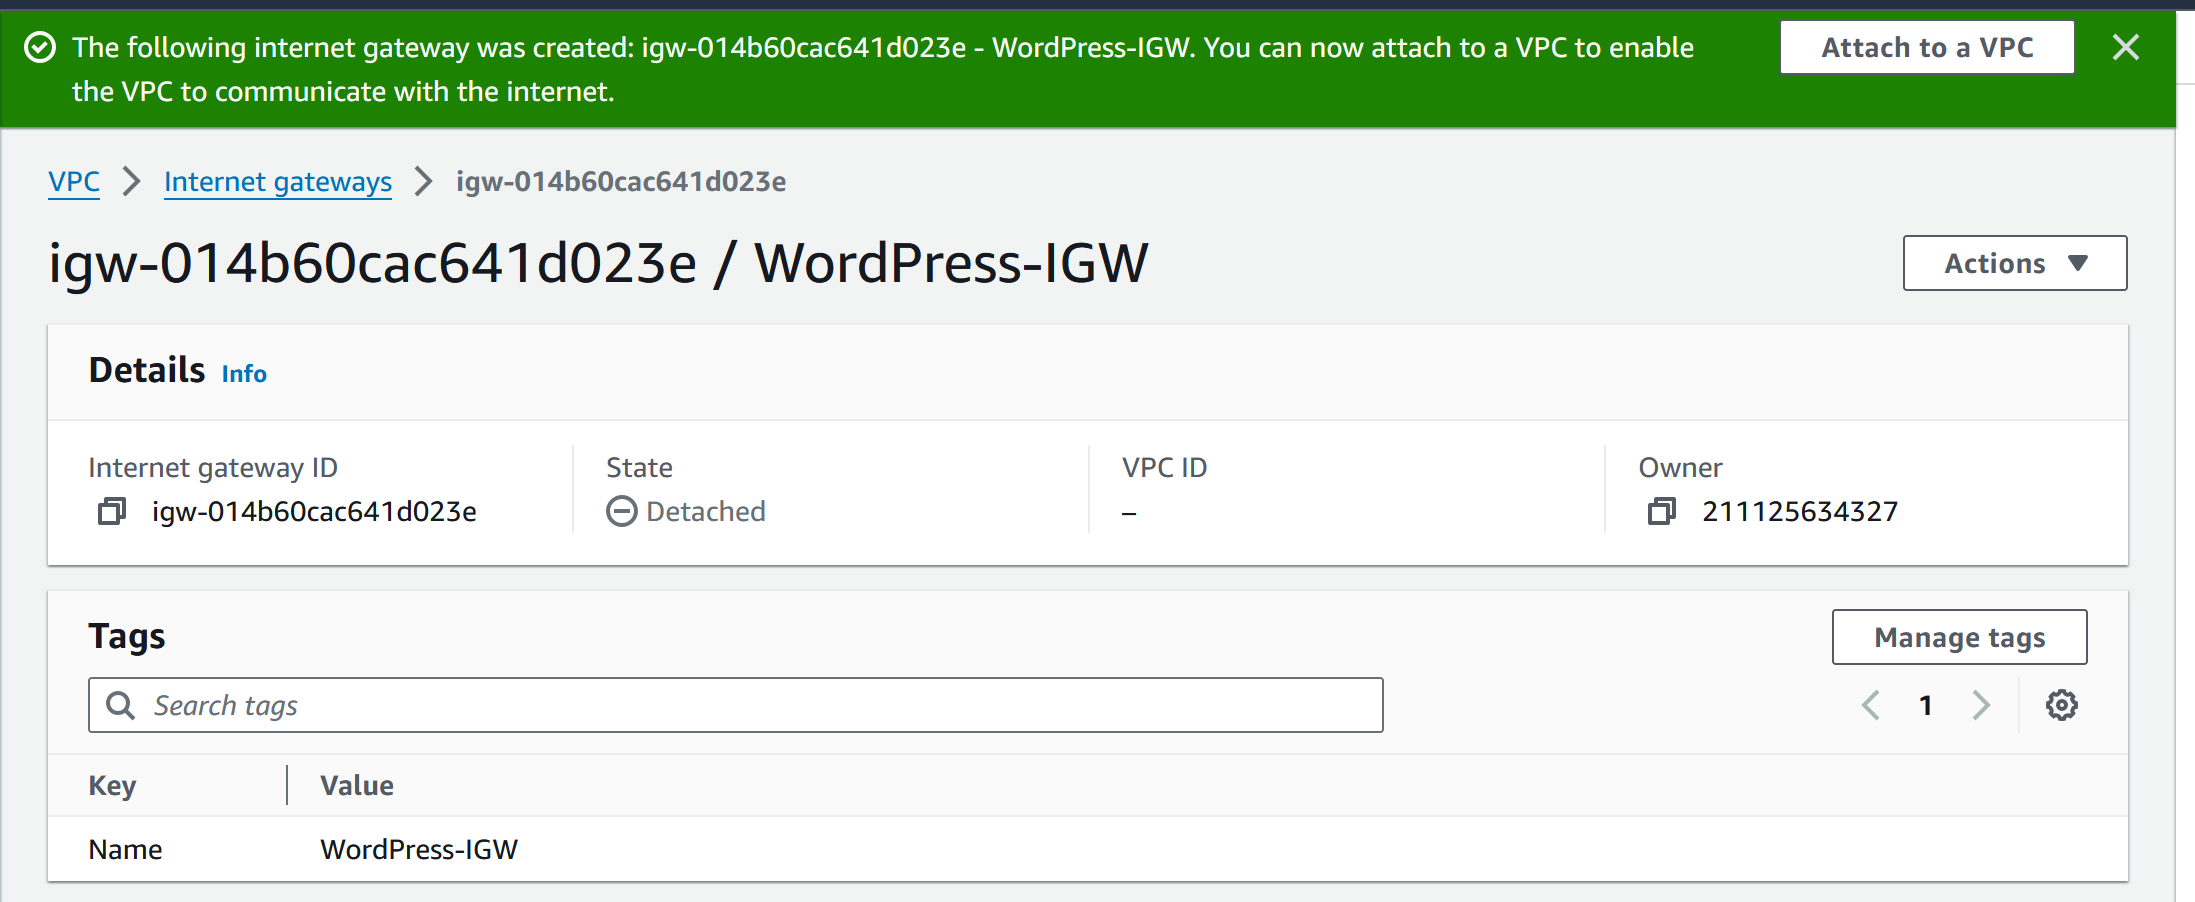 The following internet gateway was created: igw-014b60cac641d023e - WordPress-IGW. You can now attach to a VPC to enable
the VPC to communicate with the internet.
Attach to a VPC
VPC
Internet gateways
igw-014b60cac641d023e
igw-014b60cac641d023e / WordPress-IGW
Actions
Details Info
Internet gateway ID
igw-014b60cac641d023e
State
Detached
VPC ID
–
Owner
211125634327
Tags
Manage tags
Search tags
1
Key Value
Name WordPress-IGW